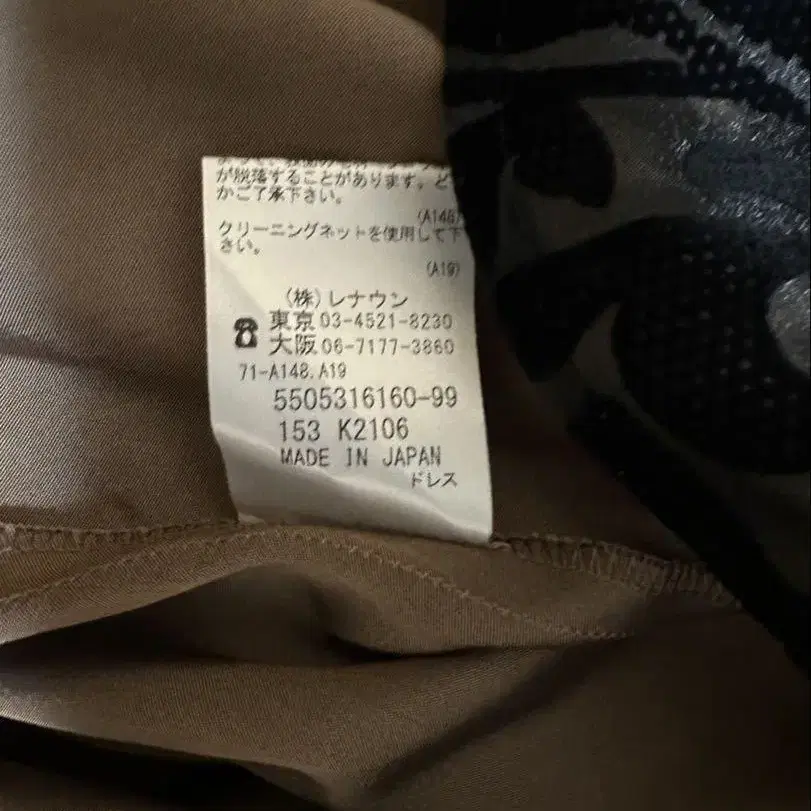 が脱落することがあります。ど
かご了承下さい。
(A148)
クリーニングネットを使用して下
さい。
(A19)
(株)レナウン
東京 03-4521-8230
大阪 06-7177-3860
71-A148.A19
5505316160-99
153 K2106
MADE IN JAPAN
ドレス